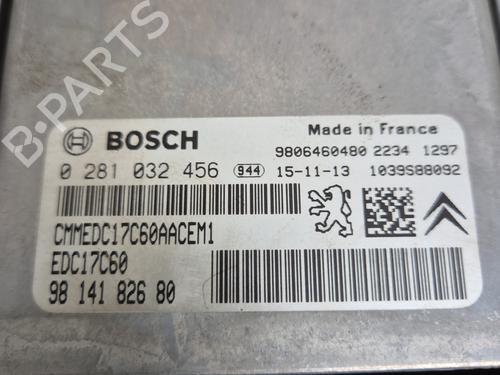 BOSCH
Made in France
9806460480 2234 1297
0 281 032 456 944 15-11-13 1039S88092
CMMEDC17C60AACEM1
EDC17C60
98 141 826 80
B-PARTS